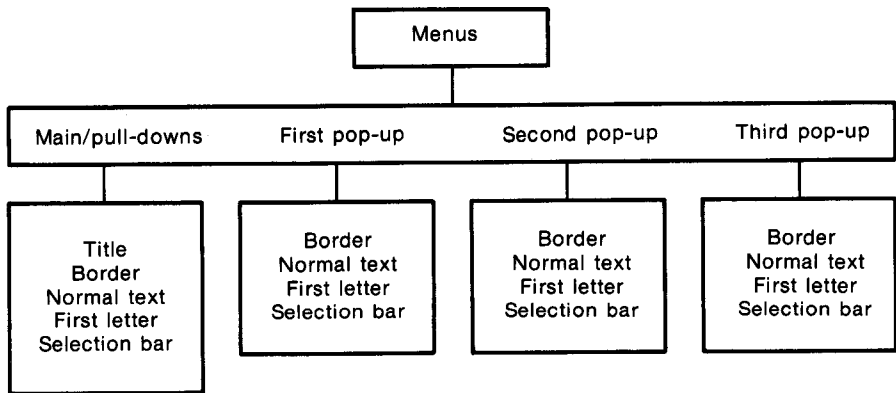 Menus
Main/pull-downs First pop-up Second pop-up Third pop-up
Title
Border
Normal text
First letter
Selection bar
Border
Normal text
First letter
Selection bar
Border
Normal text
First letter
Selection bar
Border
Normal text
First letter
Selection bar